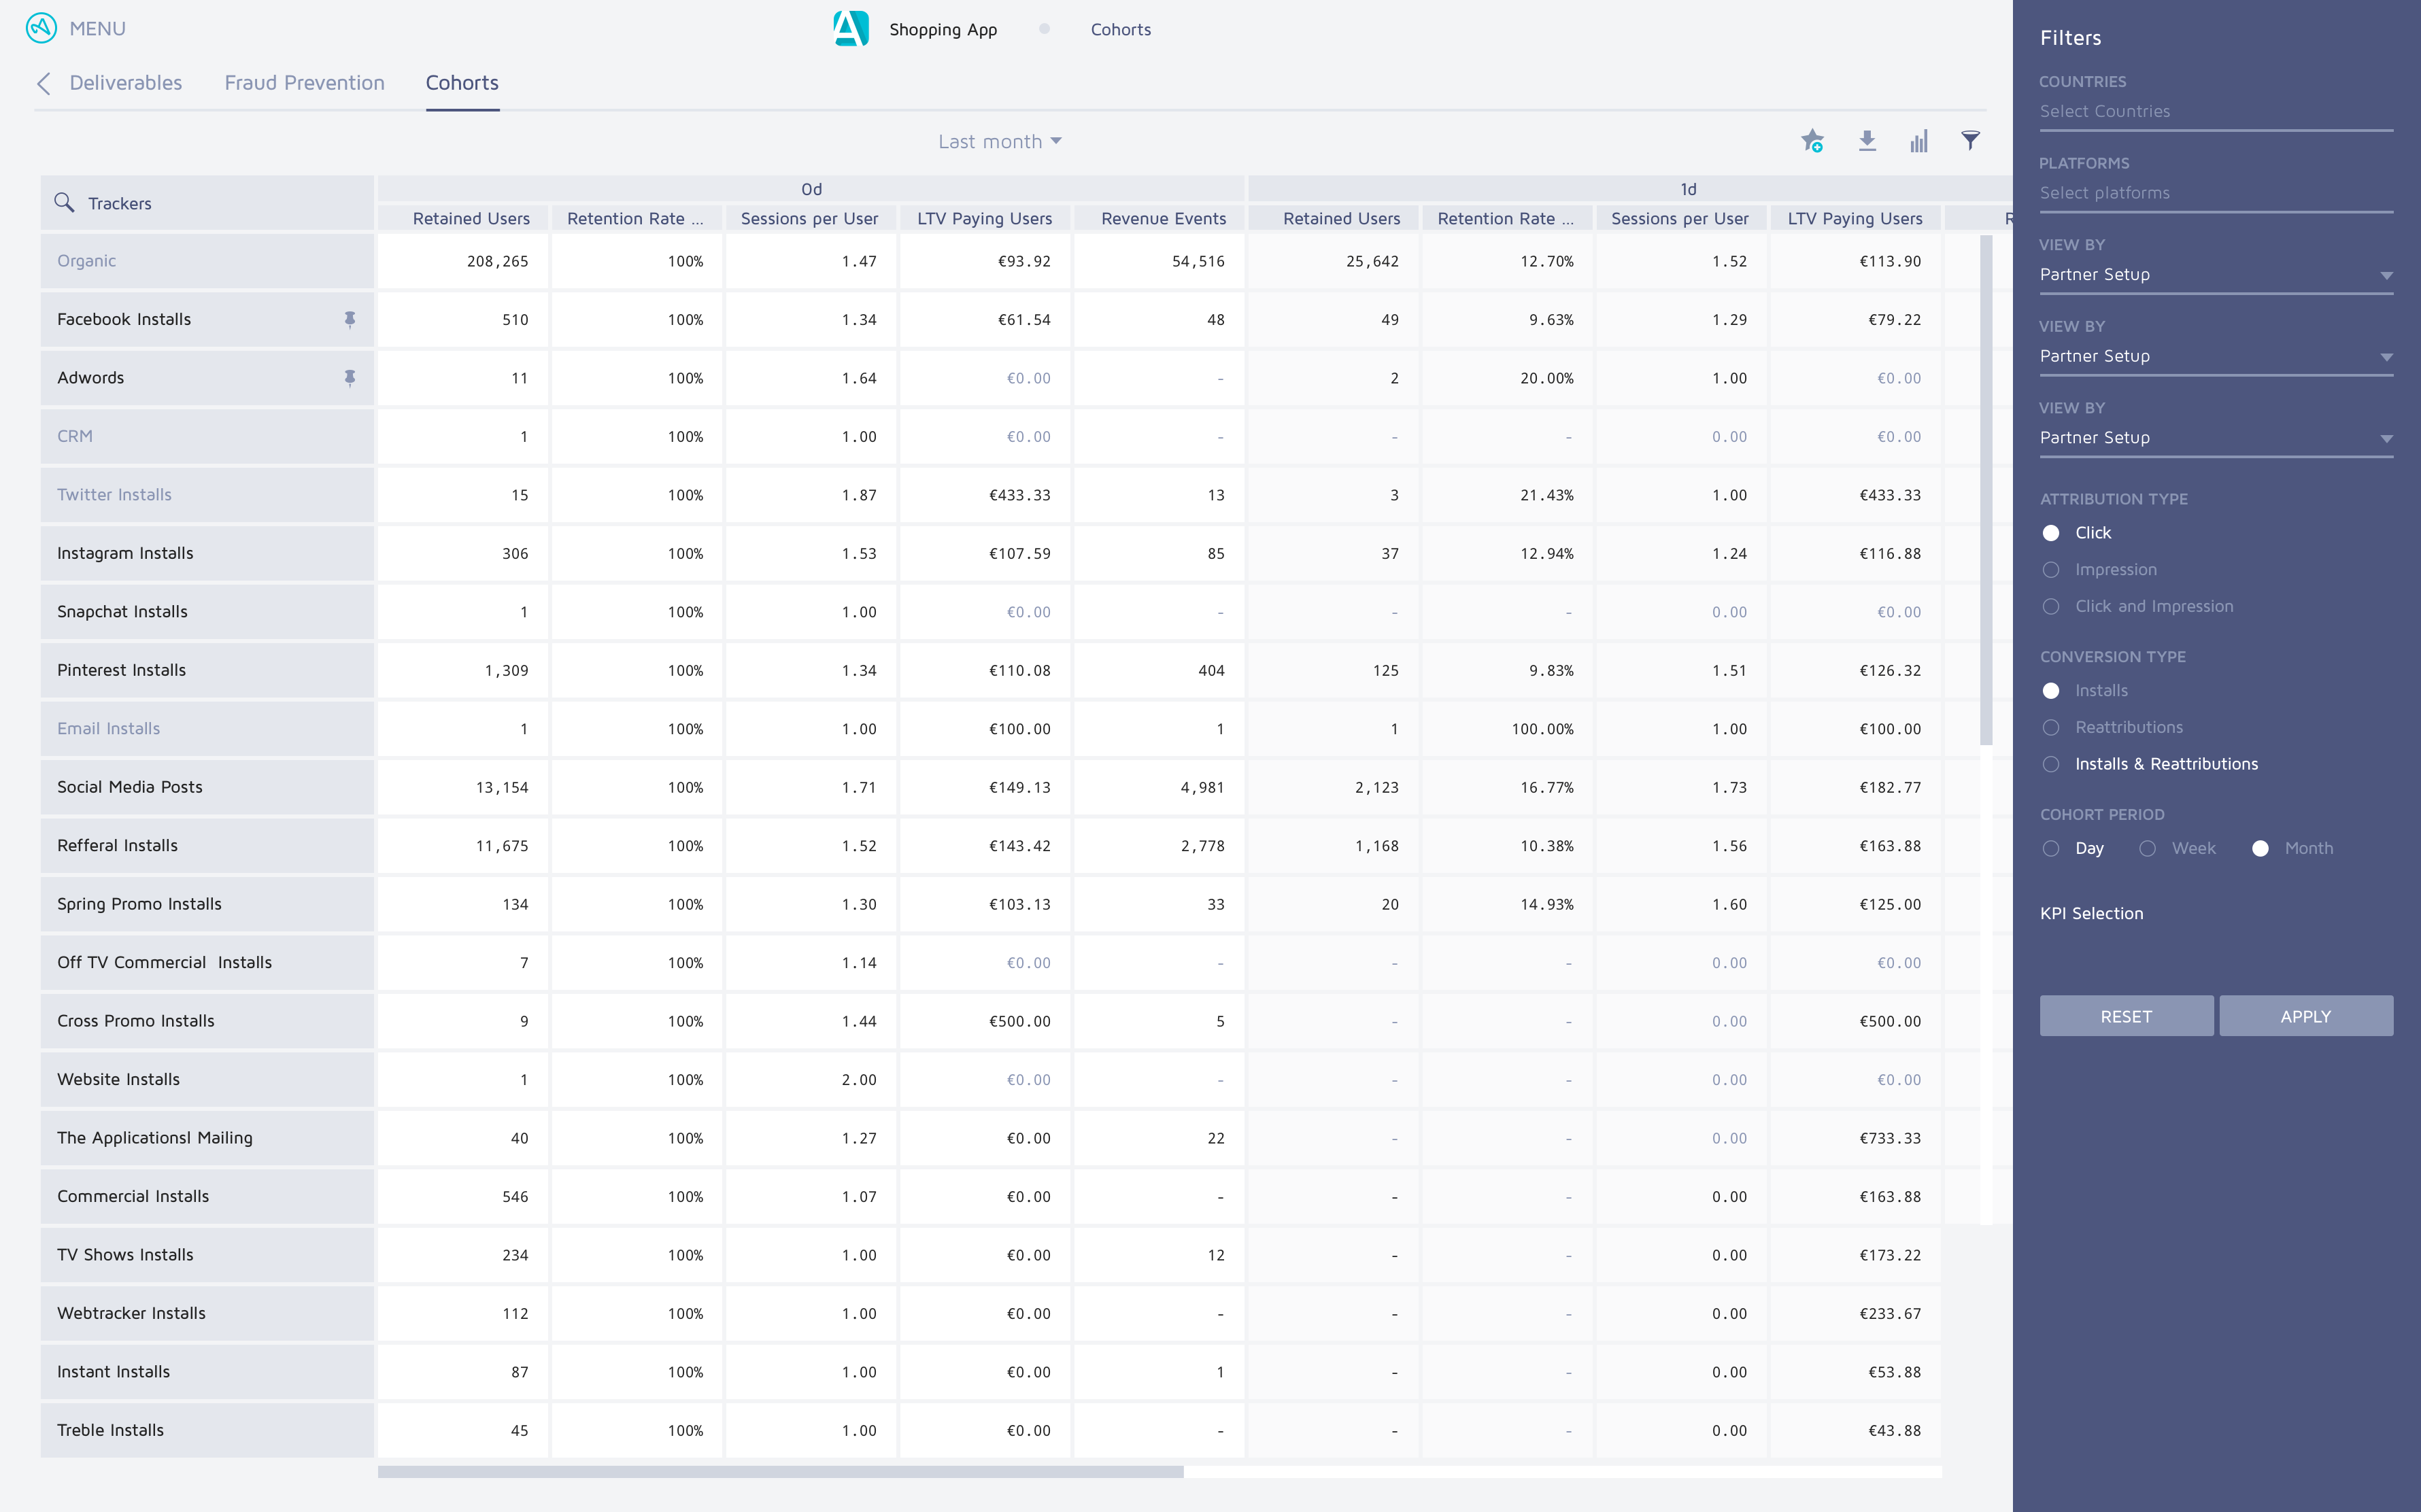 MENU
Shopping App Cohorts
Deliverables Fraud Prevention Cohorts
Last month
Trackers
0d 1d
Retained Users Retention Rate ... Sessions per User LTV Paying Users Revenue Events Retained Users Retention Rate ... Sessions per User LTV Paying Users R
Organic 208,265 100% 1.47 €93.92 54,516 25,642 12.70% 1.52 €113.90
Facebook Installs 510 100% 1.34 €61.54 48 49 9.63% 1.29 €79.22
Adwords 11 100% 1.64 €0.00 - 2 20.00% 1.00 €0.00
CRM 1 100% 1.00 €0.00 - - - 0.00 €0.00
Twitter Installs 15 100% 1.87 €433.33 13 3 21.43% 1.00 €433.33
Instagram Installs 306 100% 1.53 €107.59 85 37 12.94% 1.24 €116.88
Snapchat Installs 1 100% 1.00 €0.00 - - - 0.00 €0.00
Pinterest Installs 1,309 100% 1.34 €110.08 404 125 9.83% 1.51 €126.32
Email Installs 1 100% 1.00 €100.00 1 1 100.00% 1.00 €100.00
Social Media Posts 13,154 100% 1.71 €149.13 4,981 2,123 16.77% 1.73 €182.77
Refferal Installs 11,675 100% 1.52 €143.42 2,778 1,168 10.38% 1.56 €163.88
Spring Promo Installs 134 100% 1.30 €103.13 33 20 14.93% 1.60 €125.00
Off TV Commercial Installs 7 100% 1.14 €0.00 - - - 0.00 €0.00
Cross Promo Installs 9 100% 1.44 €500.00 5 - - 0.00 €500.00
Website Installs 1 100% 2.00 €0.00 - - - 0.00 €0.00
The Applicationsl Mailing 40 100% 1.27 €0.00 22 - - 0.00 €733.33
Commercial Installs 546 100% 1.07 €0.00 - - - 0.00 €163.88
TV Shows Installs 234 100% 1.00 €0.00 12 - - 0.00 €173.22
Webtracker Installs 112 100% 1.00 €0.00 - - - 0.00 €233.67
Instant Installs 87 100% 1.00 €0.00 1 - - 0.00 €53.88
Treble Installs 45 100% 1.00 €0.00 - - - 0.00 €43.88
Filters
COUNTRIES
Select Countries
PLATFORMS
Select platforms
VIEW BY
Partner Setup
VIEW BY
Partner Setup
VIEW BY
Partner Setup
ATTRIBUTION TYPE
Click
Impression
Click and Impression
CONVERSION TYPE
Installs
Reattributions
Installs & Reattributions
COHORT PERIOD
Day Week Month
KPI Selection
RESET APPLY